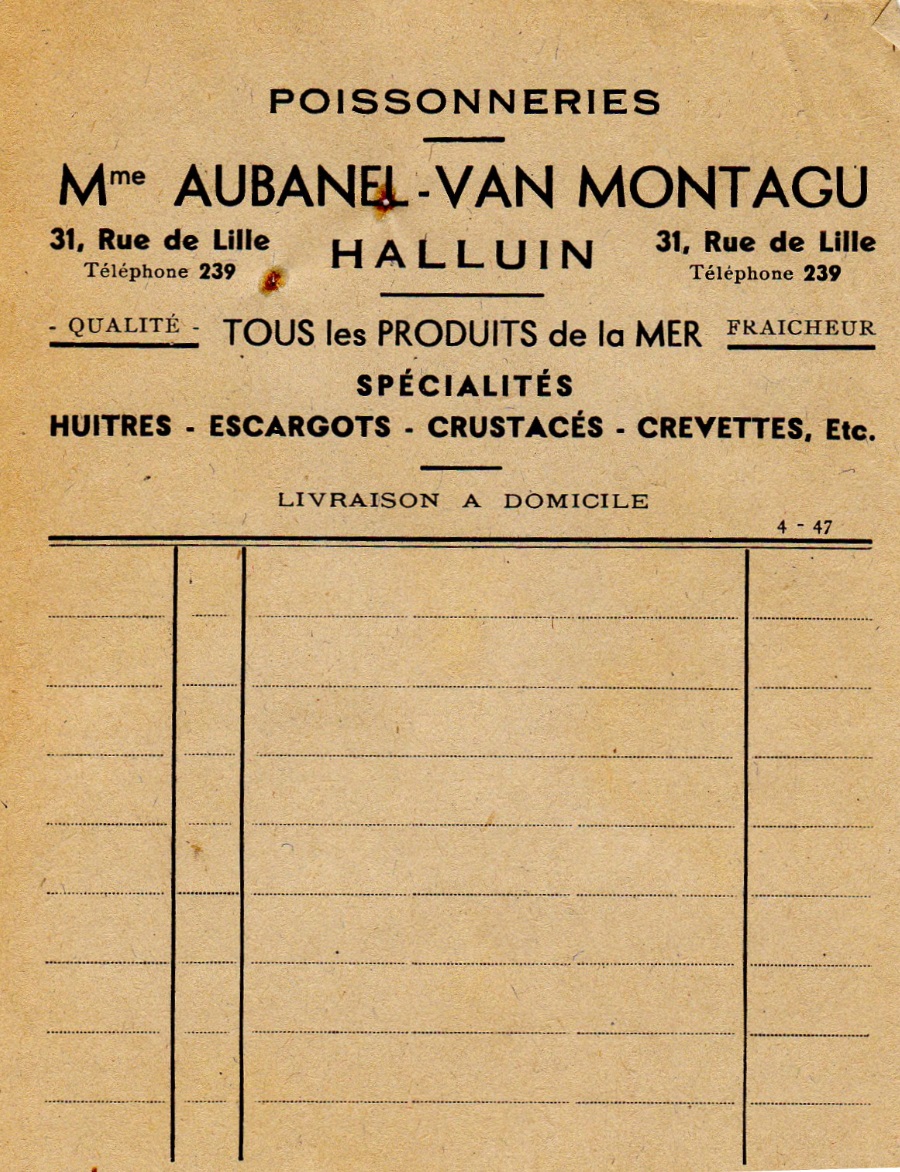 POISSONNERIES
Mme AUBANEL - VAN MONTAGU
31, Rue de Lille HALLUIN 31, Rue de Lille
Téléphone 239 Téléphone 239
- QUALITÉ - TOUS les PRODUITS de la MER FRAICHEUR
SPÉCIALITÉS
HUITRES - ESCARGOTS - CRUSTACÉS - CREVETTES, Etc.
LIVRAISON A DOMICILE
4 - 47